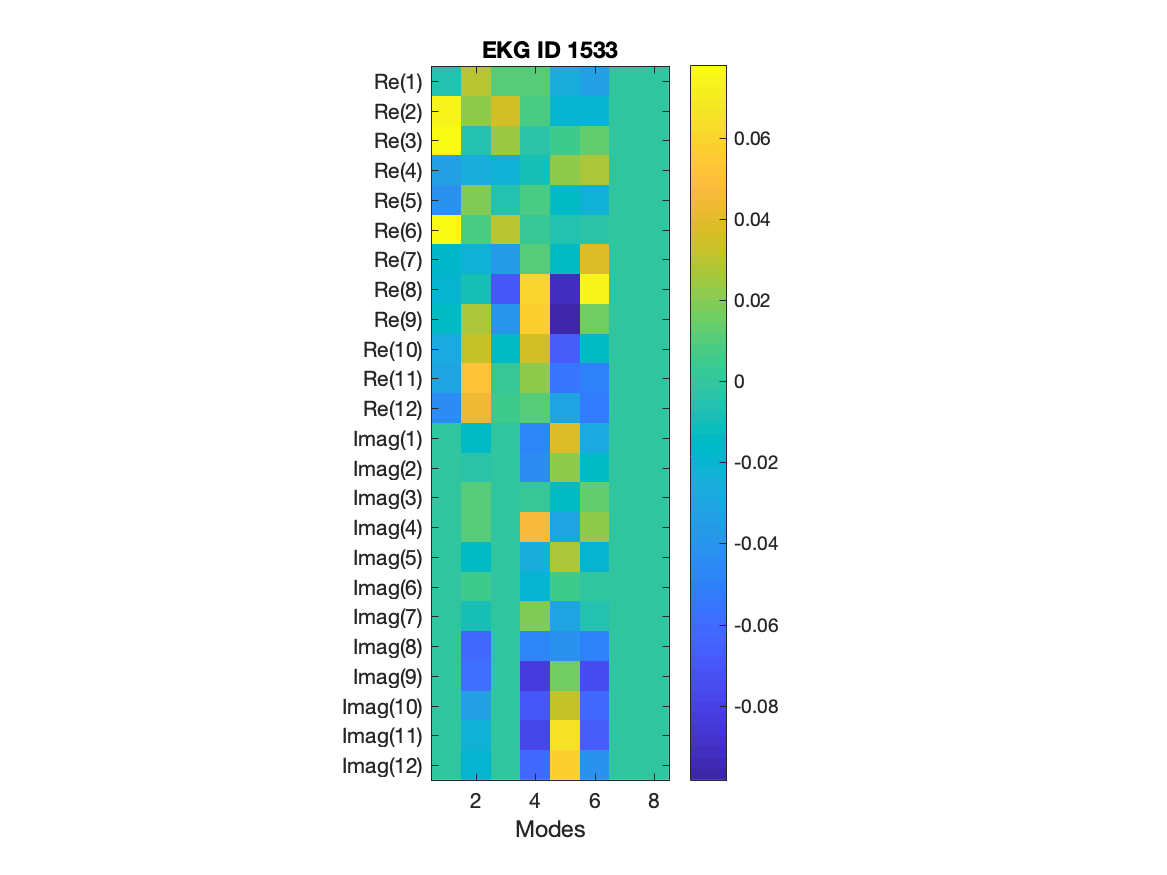 EKG ID 1533
Re(1)
Re(2)
Re(3)
Re(4)
Re(5)
Re(6)
Re(7)
Re(8)
Re(9)
Re(10)
Re(11)
Re(12)
Imag(1)
Imag(2)
Imag(3)
Imag(4)
Imag(5)
Imag(6)
Imag(7)
Imag(8)
Imag(9)
Imag(10)
Imag(11)
Imag(12)
2 4 6 8
Modes
0.06
0.04
0.02
0
-0.02
-0.04
-0.06
-0.08